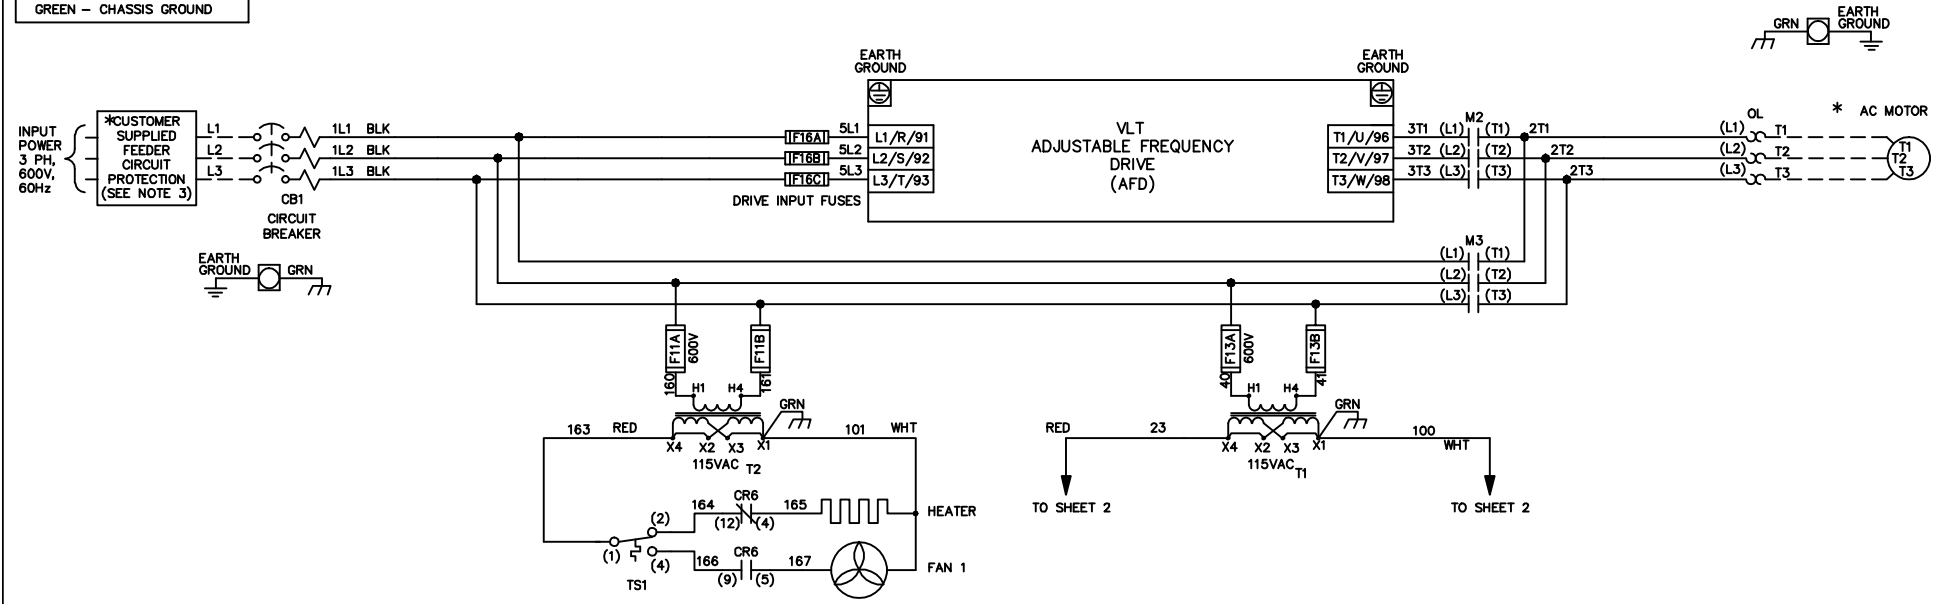 GREEN – CHASSIS GROUND
GRN
EARTH
GROUND
EARTH
GROUND
EARTH
GROUND
INPUT
POWER
3 PH,
600V,
60Hz
*CUSTOMER
SUPPLIED
FEEDER
CIRCUIT
PROTECTION
(SEE NOTE 3)
L1
L2
L3
CB1
CIRCUIT
BREAKER
1L1 BLK
1L2 BLK
1L3 BLK
F16A
F16B
F16C
DRIVE INPUT FUSES
5L1
5L2
5L3
L1/R/91
L2/S/92
L3/T/93
VLT
ADJUSTABLE FREQUENCY
DRIVE
(AFD)
T1/U/96
T2/V/97
T3/W/98
M2
3T1 (L1) (T1) 2T1
3T2 (L2) (T2) 2T2
3T3 (L3) (T3) 2T3
OL
(L1) T1
(L2) T2
(L3) T3
* AC MOTOR
T1
T2
T3
EARTH
GROUND
GRN
M3
(L1) (T1)
(L2) (T2)
(L3) (T3)
F11A
600V
F11B
160
161
H1 H4
GRN
163 RED
X4 X2 X3 X1
101 WHT
115VAC T2
F13A
600V
F13B
40
41
H1 H4
GRN
RED 23
X4 X2 X3 X1
100
WHT
115VAC T1
TO SHEET 2
TO SHEET 2
164
CR6
165
(12) (4)
HEATER
(1)
(2)
(4)
TS1
166
CR6
167
(9) (5)
FAN 1